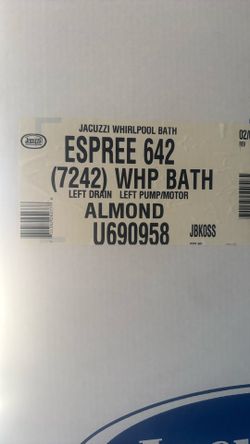 JACUZZI WHIRLPOOL BATH
ESPREE 642
(7242) WHP BATH
LEFT DRAIN LEFT PUMP/MOTOR
ALMOND
U690958
JBKOSS